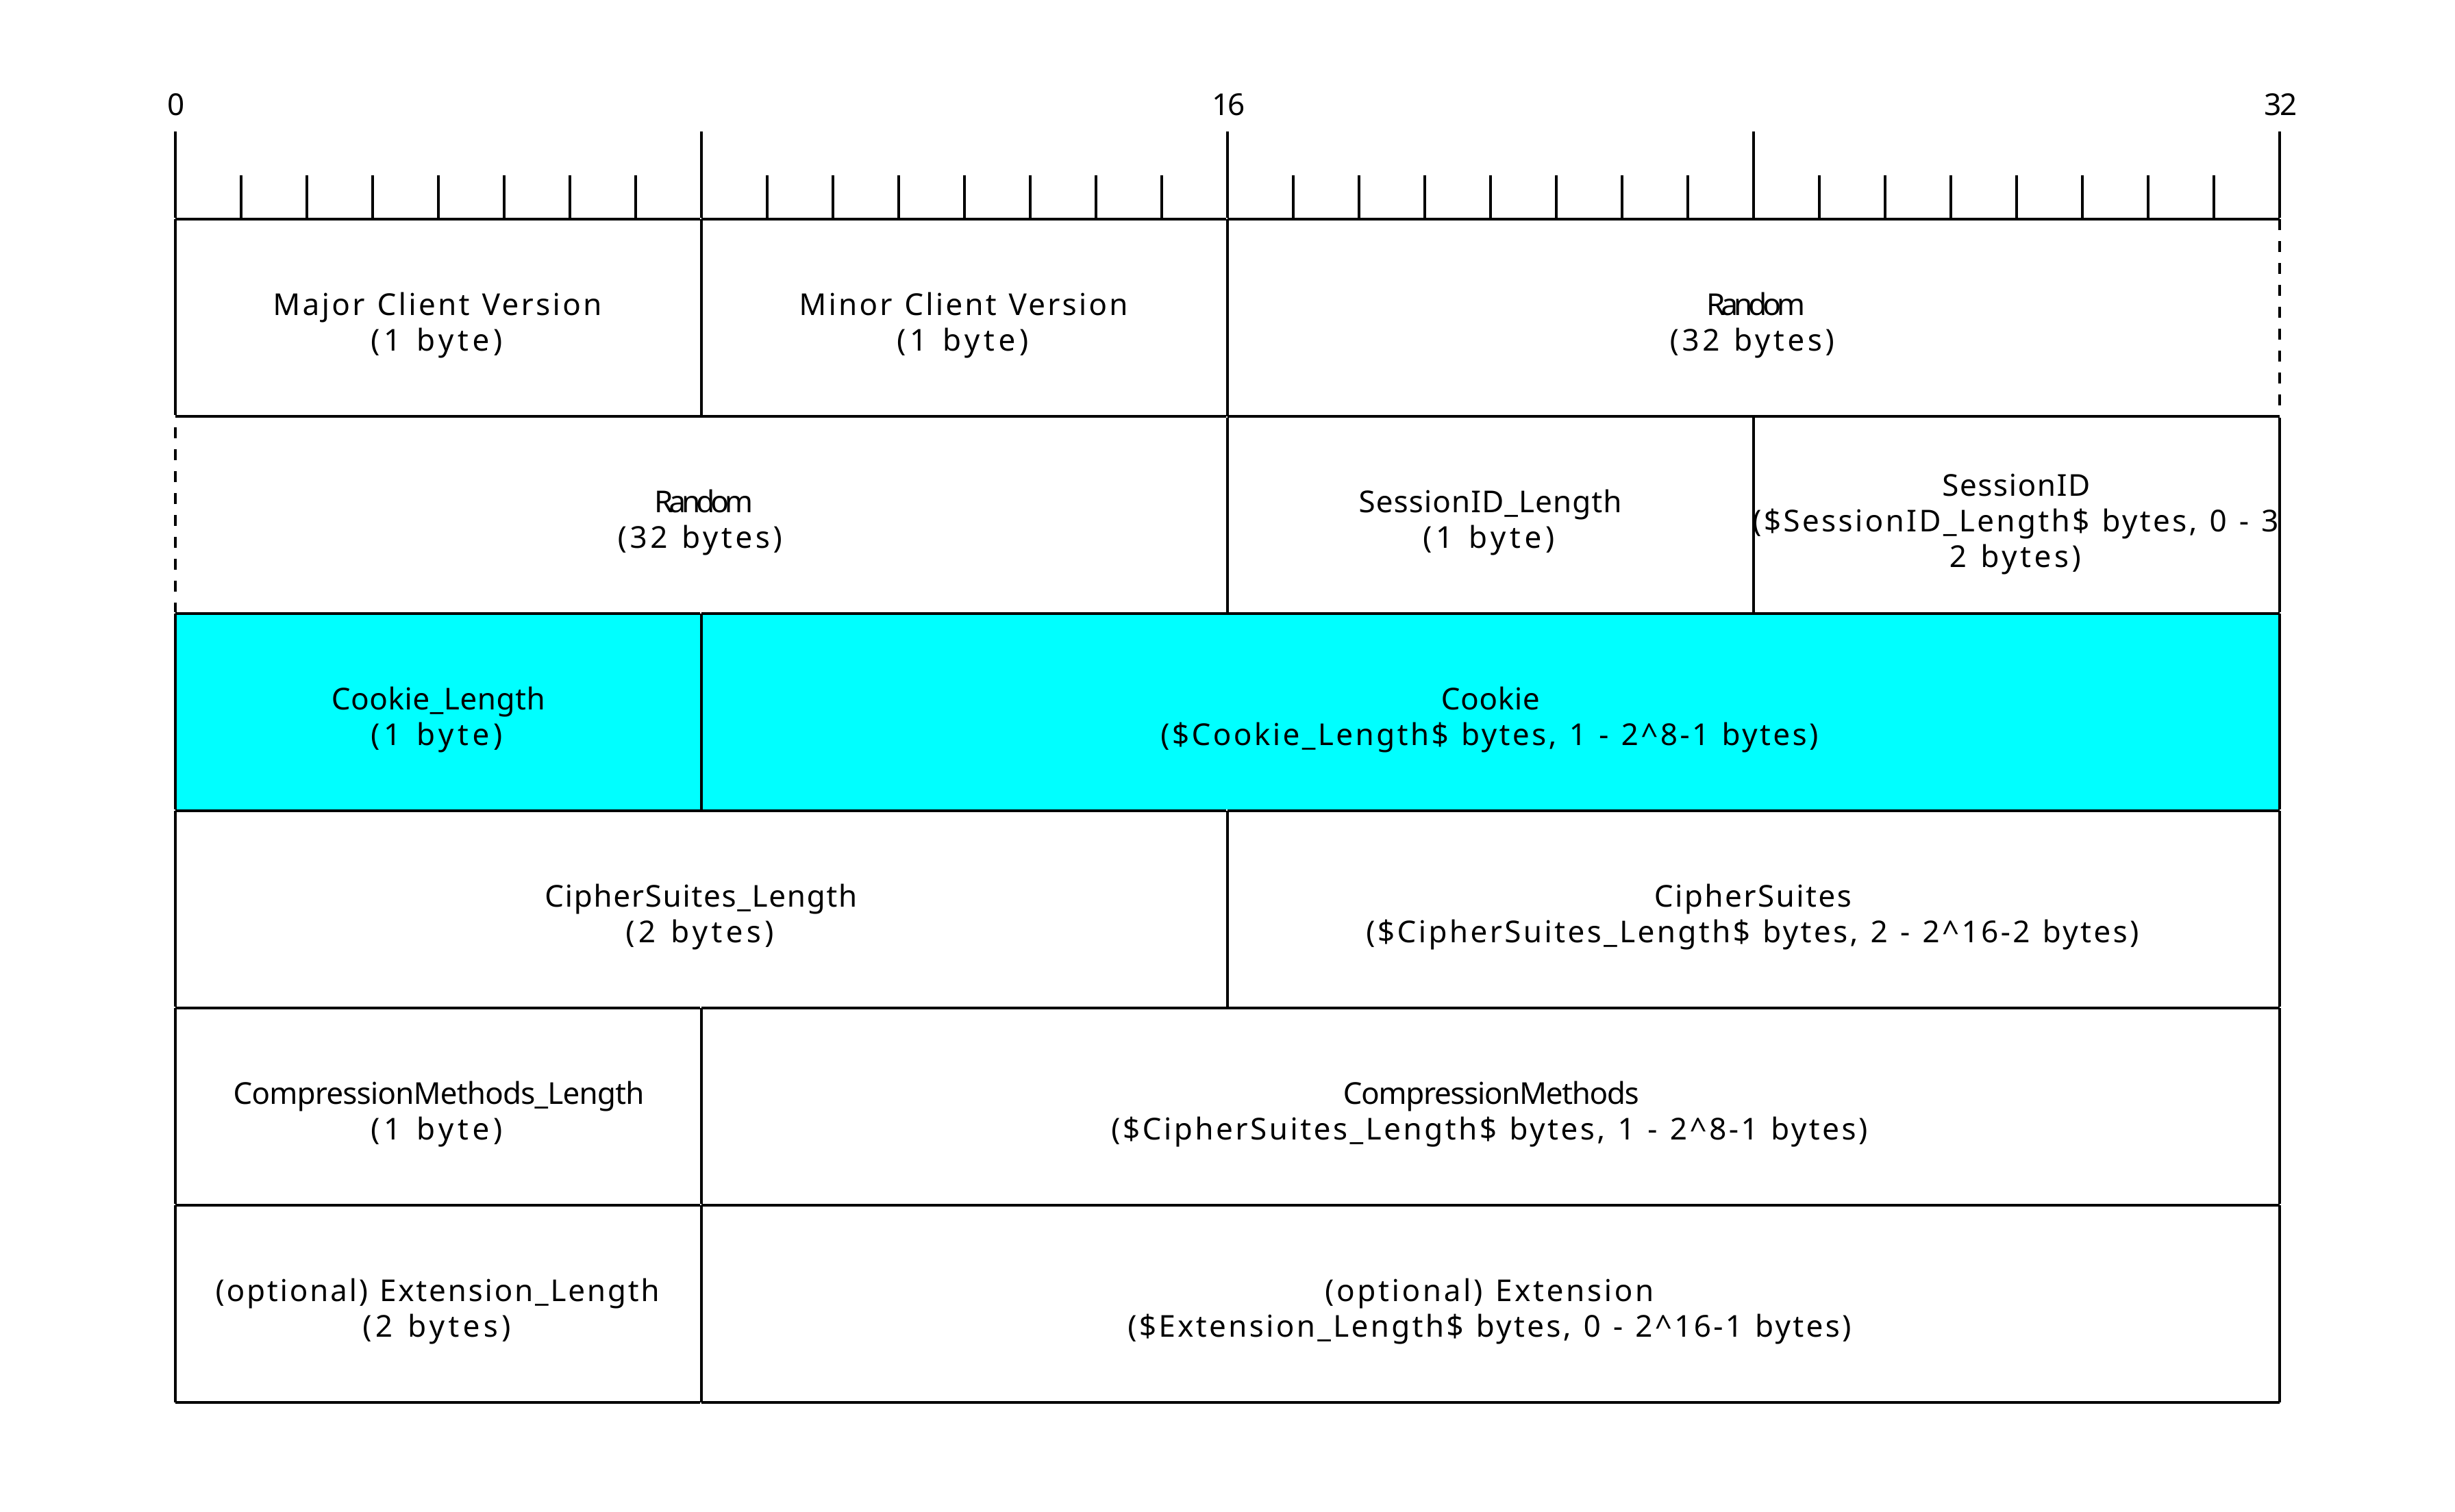 0 16 32
Major Client Version
(1 byte)
Minor Client Version
(1 byte)
Random
(32 bytes)
Random
(32 bytes)
SessionID_Length
(1 byte)
SessionID
($SessionID_Length$ bytes, 0 - 3
2 bytes)
Cookie_Length
(1 byte)
Cookie
($Cookie_Length$ bytes, 1 - 2^8-1 bytes)
CipherSuites_Length
(2 bytes)
CipherSuites
($CipherSuites_Length$ bytes, 2 - 2^16-2 bytes)
CompressionMethods_Length
(1 byte)
CompressionMethods
($CipherSuites_Length$ bytes, 1 - 2^8-1 bytes)
(optional) Extension_Length
(2 bytes)
(optional) Extension
($Extension_Length$ bytes, 0 - 2^16-1 bytes)